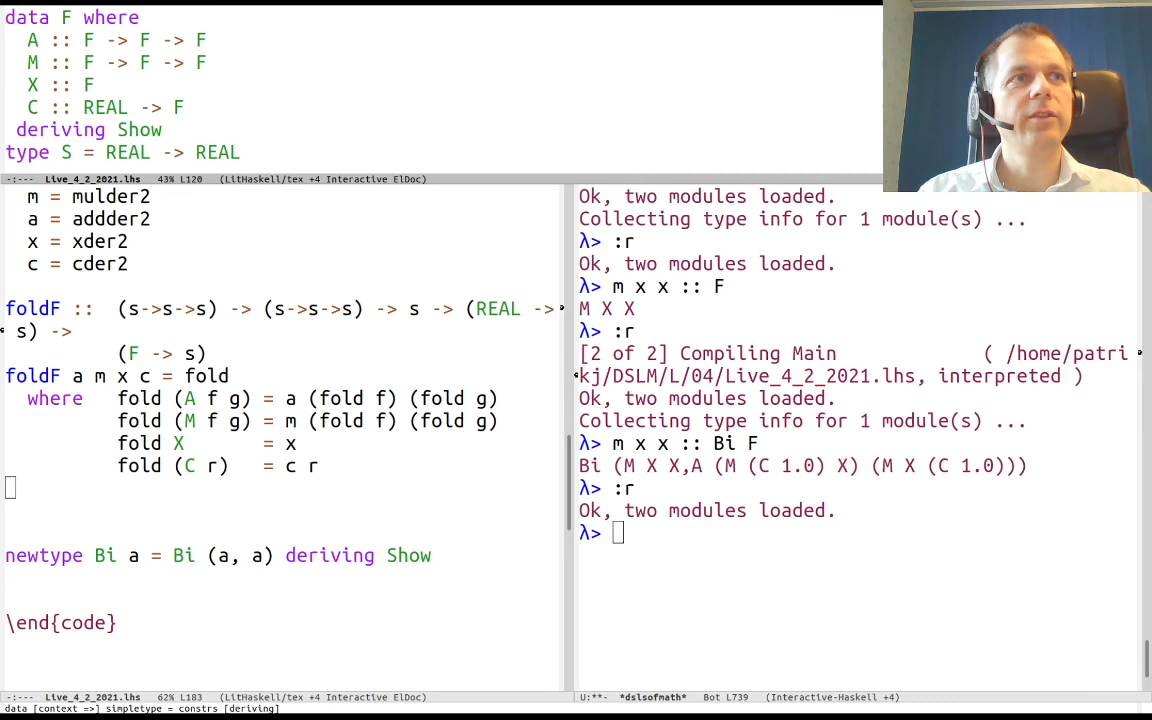 data F where
A :: F -> F -> F
M :: F -> F -> F
X :: F
C :: REAL -> F
deriving Show
type S = REAL -> REAL
-:--- Live_4_2_2021.lhs 43% L120 (LitHaskell/tex +4 Interactive ElDoc)
m = mulder2
a = addder2
x = xder2
c = cder2
foldF :: (s->s->s) -> (s->s->s) -> s -> (REAL ->
s) ->
(F -> s)
foldF a m x c = fold
where fold (A f g) = a (fold f) (fold g)
fold (M f g) = m (fold f) (fold g)
fold X = x
fold (C r) = c r
newtype Bi a = Bi (a, a) deriving Show
\end{code}
-:--- Live_4_2_2021.lhs 62% L183 (LitHaskell/tex +4 Interactive ElDoc)
data [context =>] simpletype = constrs [deriving]
Ok, two modules loaded.
Collecting type info for 1 module(s) ...
λ> :r
Ok, two modules loaded.
λ> m x x :: F
M X X
λ> :r
[2 of 2] Compiling Main ( /home/patri
kj/DSLM/L/04/Live_4_2_2021.lhs, interpreted )
Ok, two modules loaded.
Collecting type info for 1 module(s) ...
λ> m x x :: Bi F
Bi (M X X,A (M (C 1.0) X) (M X (C 1.0)))
λ> :r
Ok, two modules loaded.
λ>
U:**- *dslsofmath* Bot L739 (Interactive-Haskell +4)